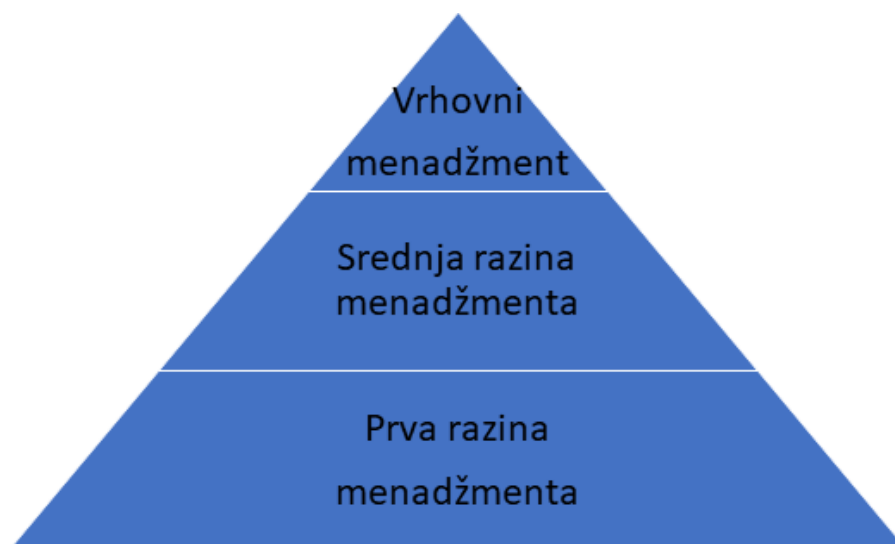 Vrhovni
menadžment
Srednja razina
menadžmenta
Prva razina
menadžmenta